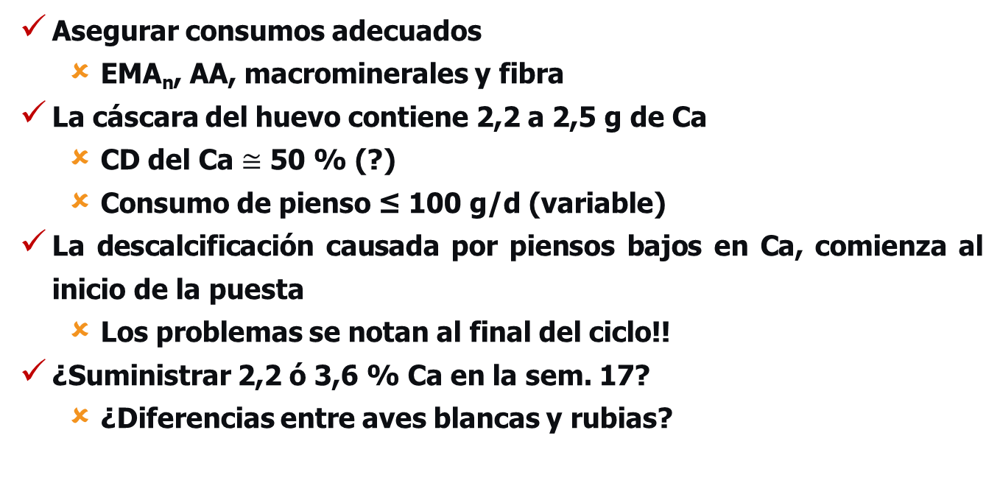 ✓ Asegurar consumos adecuados
✕ EMAn, AA, macrominerales y fibra
✓ La cáscara del huevo contiene 2,2 a 2,5 g de Ca
✕ CD del Ca ≅ 50 % (?)
✕ Consumo de pienso ≤ 100 g/d (variable)
✓ La descalcificación causada por piensos bajos en Ca, comienza al
inicio de la puesta
✕ Los problemas se notan al final del ciclo!!
✓ ¿Suministrar 2,2 ó 3,6 % Ca en la sem. 17?
✕ ¿Diferencias entre aves blancas y rubias?